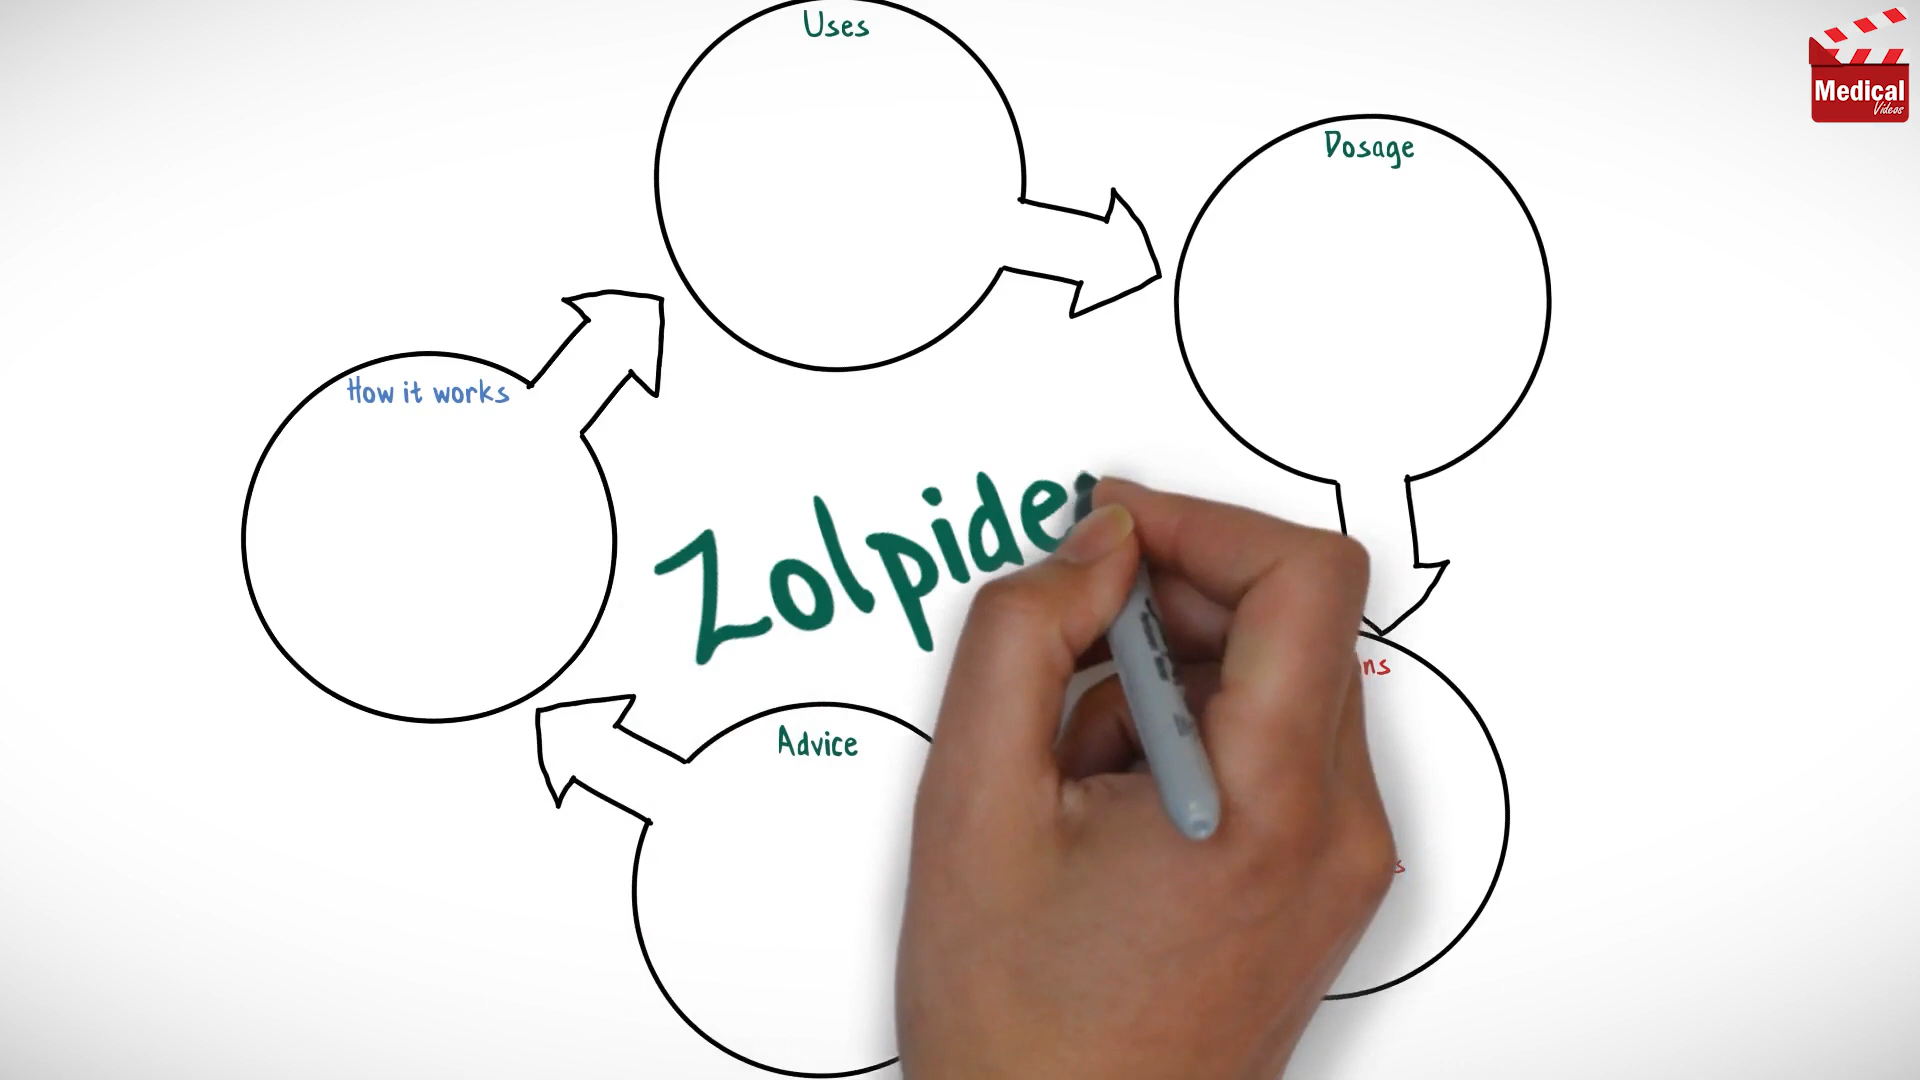 Uses
Medical
Videos
Dosage
How it works
Zolpide
Advice